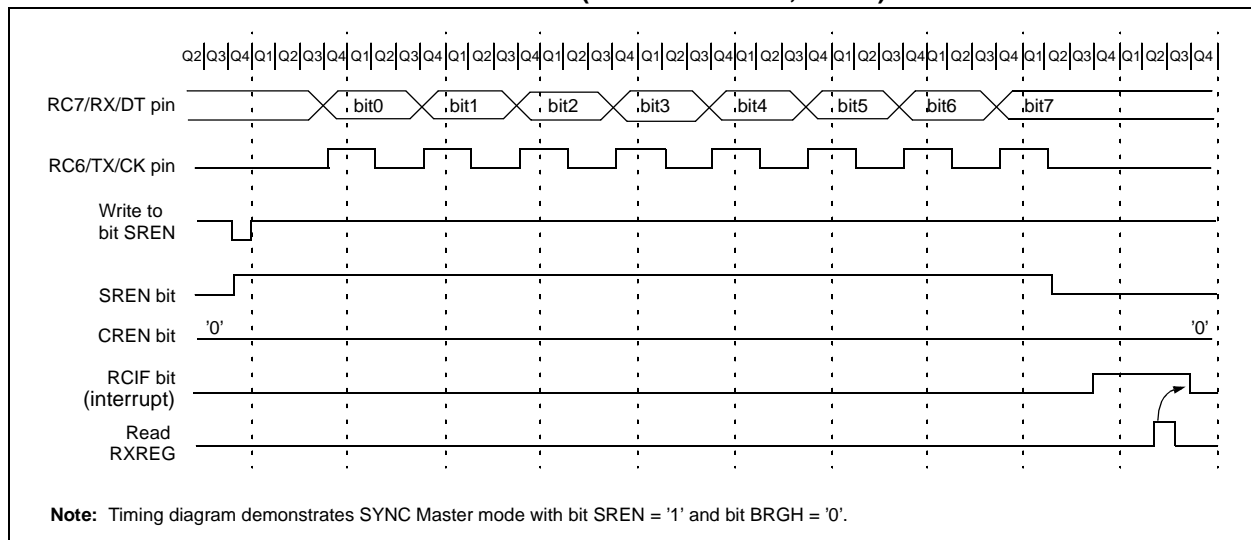 Q2 Q3 Q4 Q1 Q2 Q3 Q4 Q1 Q2 Q3 Q4 Q1 Q2 Q3 Q4 Q1 Q2 Q3 Q4 Q1 Q2 Q3 Q4 Q1 Q2 Q3 Q4 Q1 Q2 Q3 Q4 Q1 Q2 Q3 Q4 Q1 Q2 Q3 Q4 Q1 Q2 Q3 Q4
RC7/RX/DT pin bit0 bit1 bit2 bit3 bit4 bit5 bit6 bit7
RC6/TX/CK pin
Write to
bit SREN
SREN bit
CREN bit '0' '0'
RCIF bit
(interrupt)
Read
RXREG
Note: Timing diagram demonstrates SYNC Master mode with bit SREN = '1' and bit BRGH = '0'.